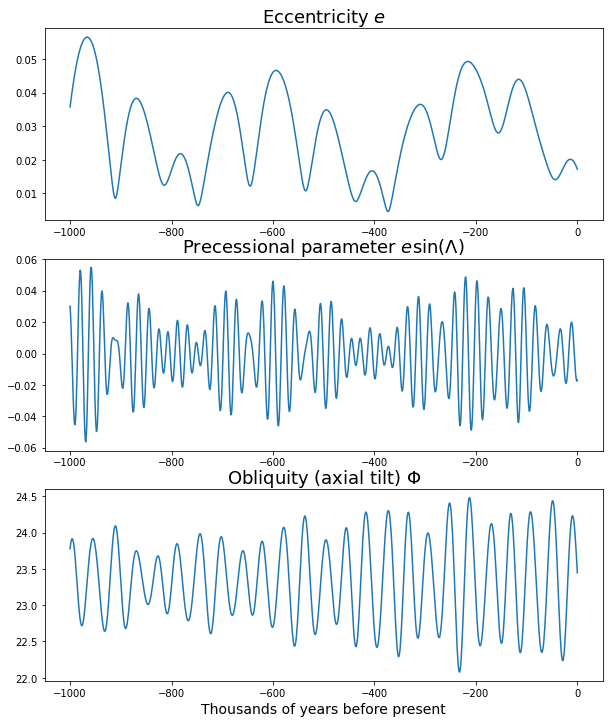 Eccentricity e
0.05
0.04
0.03
0.02
0.01
−1000 −800 −600 −400 −200 0
Precessional parameter e sin(Λ)
0.06
0.04
0.02
0.00
−0.02
−0.04
−0.06
−1000 −800 −600 −400 −200 0
Obliquity (axial tilt) Φ
24.5
24.0
23.5
23.0
22.5
22.0
−1000 −800 −600 −400 −200 0
Thousands of years before present